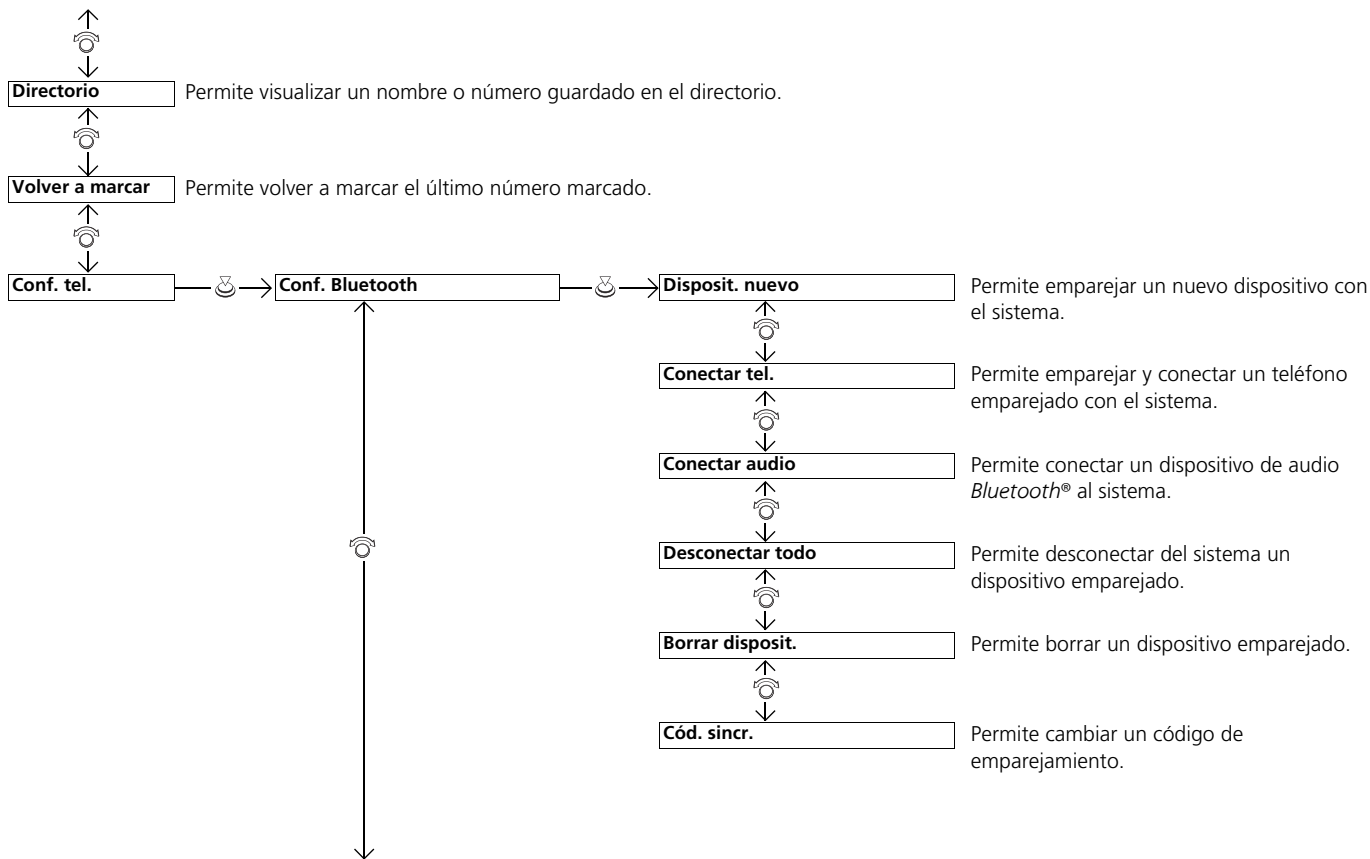 Directorio
Permite visualizar un nombre o número guardado en el directorio.
Volver a marcar
Permite volver a marcar el último número marcado.
Conf. tel.
Conf. Bluetooth
Disposit. nuevo
Permite emparejar un nuevo dispositivo con
el sistema.
Conectar tel.
Permite emparejar y conectar un teléfono
emparejado con el sistema.
Conectar audio
Permite conectar un dispositivo de audio
Bluetooth® al sistema.
Desconectar todo
Permite desconectar del sistema un
dispositivo emparejado.
Borrar disposit.
Permite borrar un dispositivo emparejado.
Cód. sincr.
Permite cambiar un código de
emparejamiento.